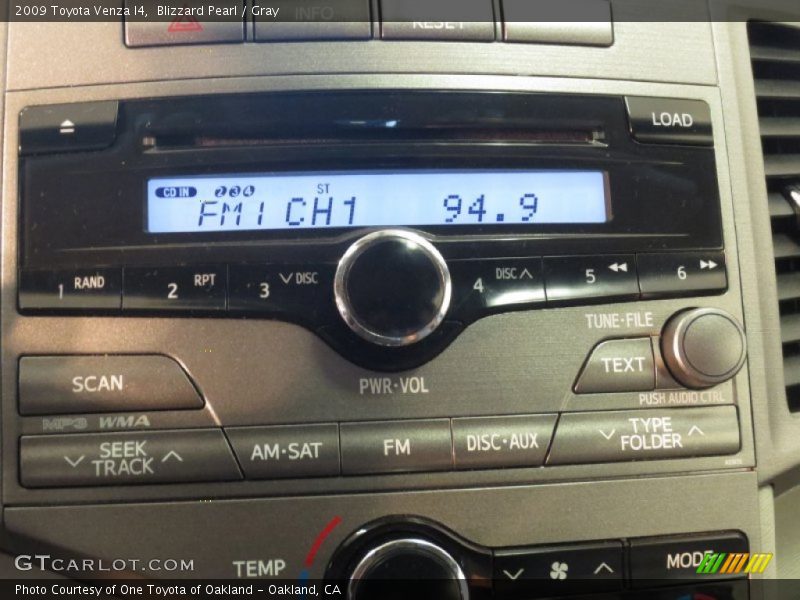 2009 Toyota Venza I4, Blizzard Pearl / Gray
INFO
RESET
LOAD
CD IN 2 3 4 ST
FM1 CH1 94.9
1 RAND 2 RPT 3 DISC 4 DISC 5 6
TUNE·FILE
PWR·VOL
SCAN
TEXT
PUSH AUDIO CTRL
MP3 WMA
SEEK
TRACK
AM·SAT
FM
DISC·AUX
TYPE
FOLDER
TEMP
MODE
GTCARLOT.COM
Photo Courtesy of One Toyota of Oakland - Oakland, CA